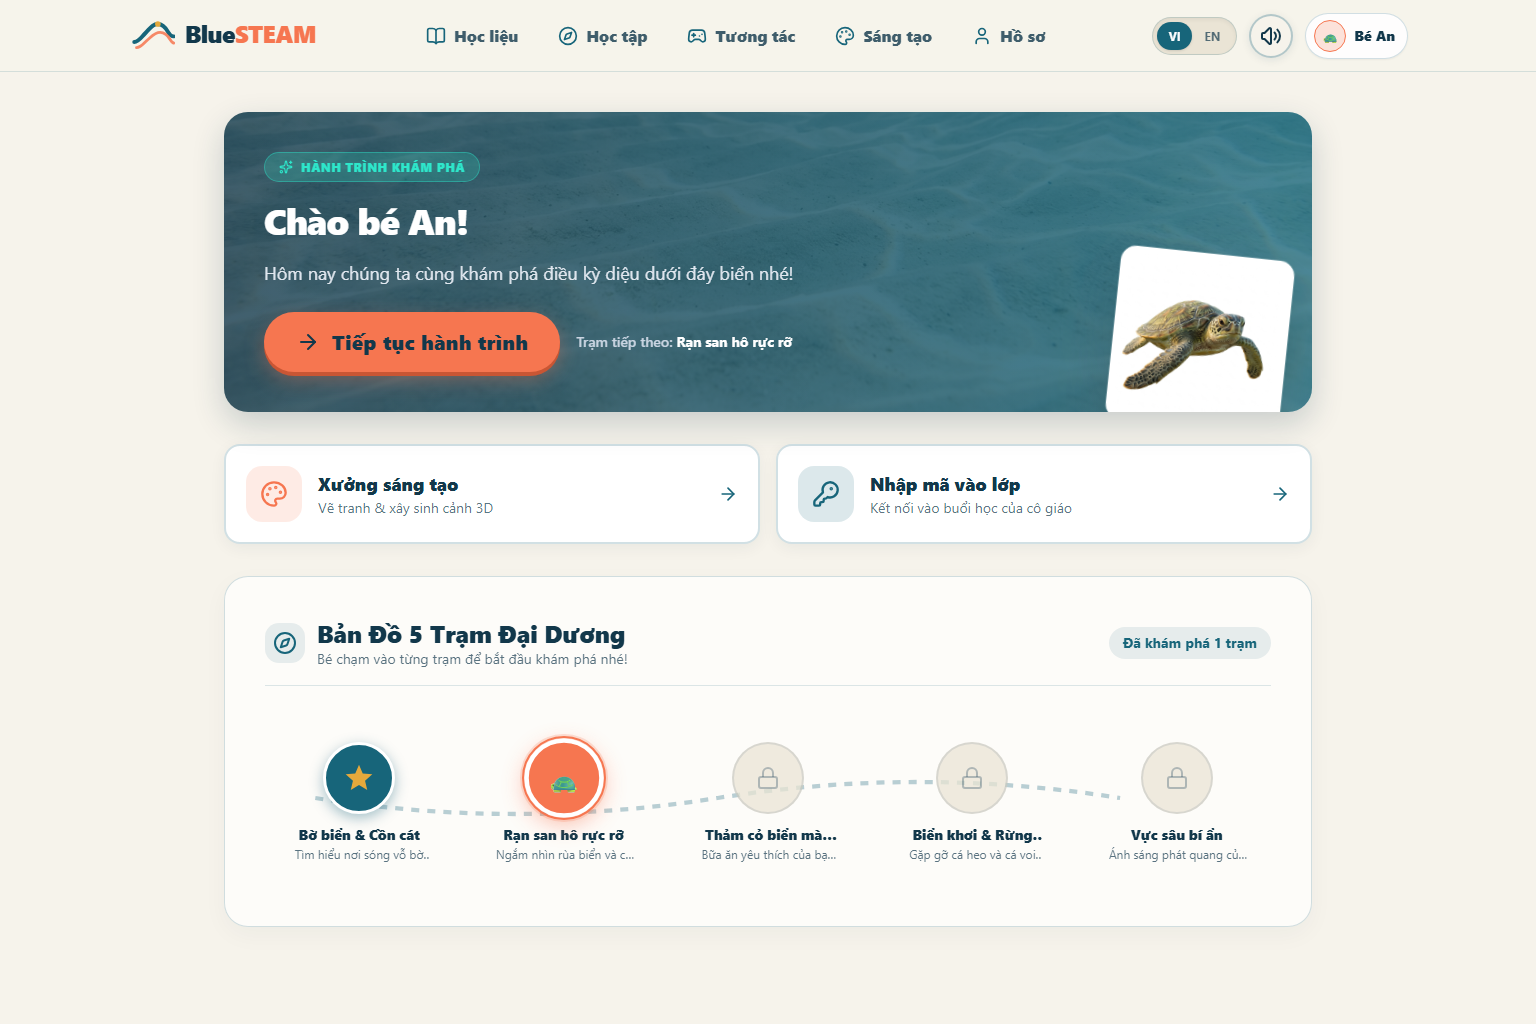 BlueSTEAM
Học liệu
Học tập
Tương tác
Sáng tạo
Hồ sơ
VI
EN
Bé An
HÀNH TRÌNH KHÁM PHÁ
Chào bé An!
Hôm nay chúng ta cùng khám phá điều kỳ diệu dưới đáy biển nhé!
Tiếp tục hành trình
Trạm tiếp theo: Rạn san hô rực rỡ
Xưởng sáng tạo
Vẽ tranh & xây sinh cảnh 3D
Nhập mã vào lớp
Kết nối vào buổi học của cô giáo
Bản Đồ 5 Trạm Đại Dương
Bé chạm vào từng trạm để bắt đầu khám phá nhé!
Đã khám phá 1 trạm
Bờ biển & Cồn cát
Tìm hiểu nơi sóng vỗ bờ..
Rạn san hô rực rỡ
Ngắm nhìn rùa biển và c...
Thảm cỏ biển mà...
Bữa ăn yêu thích của bạ...
Biển khơi & Rừng..
Gặp gỡ cá heo và cá voi..
Vực sâu bí ẩn
Ánh sáng phát quang củ...